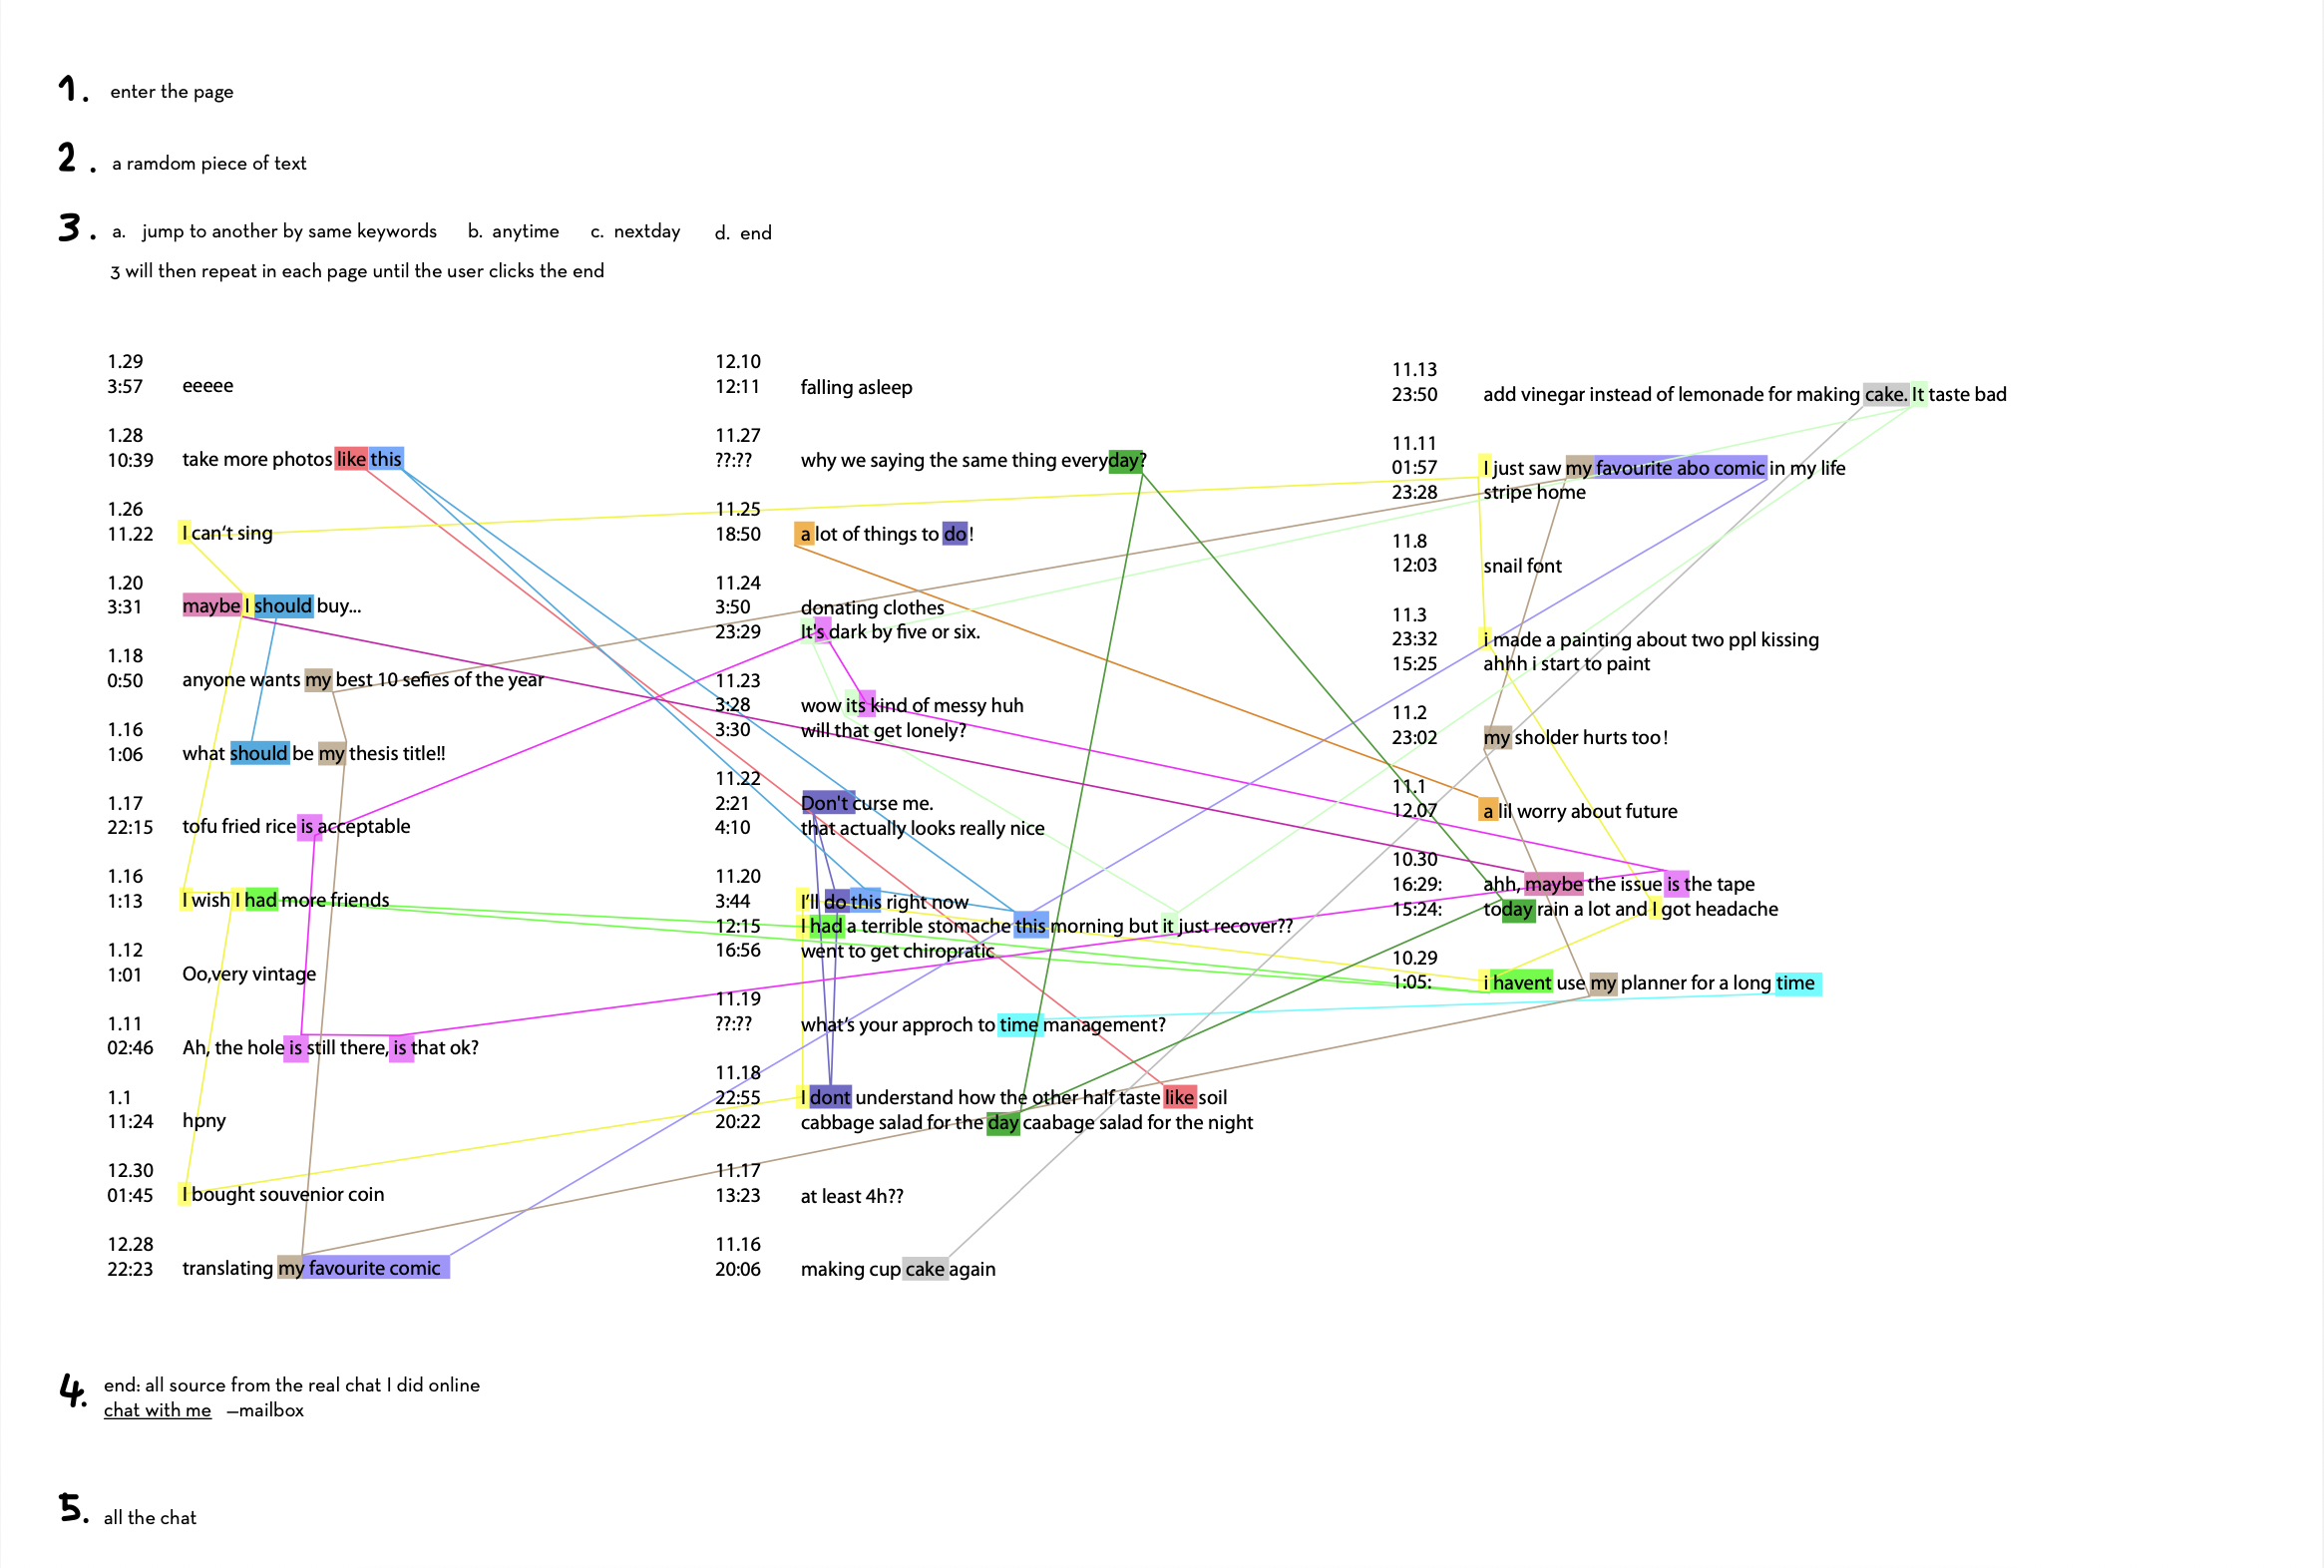 1. enter the page
2. a ramdom piece of text
3. a. jump to another by same keywords b. anytime c. nextday d. end
3 will then repeat in each page until the user clicks the end
1.29
3:57 eeeee
1.28
10:39 take more photos like this
1.26
11.22 I can't sing
1.20
3:31 maybe I should buy...
1.18
0:50 anyone wants my best 10 sefies of the year
1.16
1:06 what should be my thesis title!!
1.17
22:15 tofu fried rice is acceptable
1.16
1:13 I wish I had more friends
1.12
1:01 Oo,very vintage
1.11
02:46 Ah, the hole is still there, is that ok?
1.1
11:24 hpny
12.30
01:45 I bought souvenior coin
12.28
22:23 translating my favourite comic
12.10
12:11 falling asleep
11.27
??:?? why we saying the same thing everyday?
11.25
18:50 a lot of things to do!
11.24
3:50 donating clothes
23:29 It's dark by five or six.
11.23
3:28 wow its kind of messy huh
3:30 will that get lonely?
11.22
2:21 Don't curse me.
4:10 that actually looks really nice
11.20
3:44 I'll do this right now
12:15 I had a terrible stomache this morning but it just recover??
16:56 went to get chiropratic
11.19
??:?? what's your approch to time management?
11.18
22:55 I dont understand how the other half taste like soil
20:22 cabbage salad for the day caabage salad for the night
11.17
13:23 at least 4h??
11.16
20:06 making cup cake again
11.13
23:50 add vinegar instead of lemonade for making cake. It taste bad
11.11
01:57 I just saw my favourite abo comic in my life
23:28 stripe home
11.8
12:03 snail font
11.3
23:32 i made a painting about two ppl kissing
15:25 ahhh i start to paint
11.2
23:02 my sholder hurts too!
11.1
12.07 a lil worry about future
10.30
16:29: ahh, maybe the issue is the tape
15:24: today rain a lot and I got headache
10.29
1:05: i havent use my planner for a long time
4. end: all source from the real chat I did online
chat with me —mailbox
5. all the chat